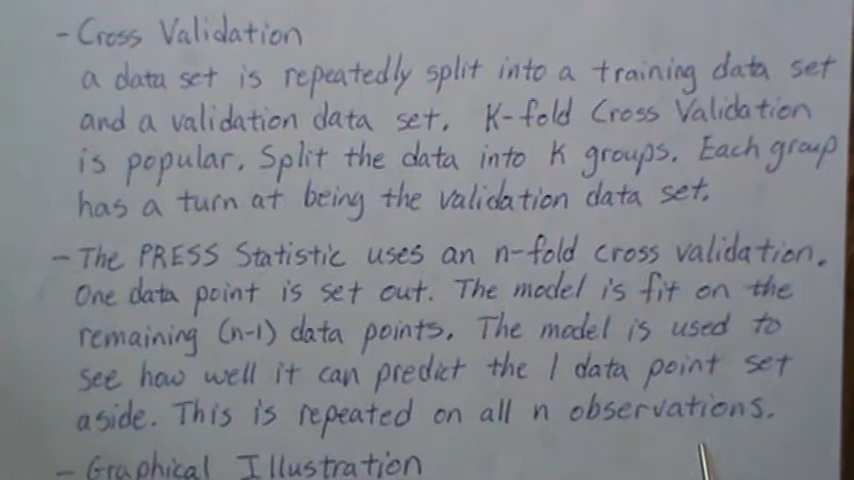 - Cross Validation
a data set is repeatedly split into a training data set
and a validation data set. K-fold Cross Validation
is popular. Split the data into K groups. Each group
has a turn at being the validation data set.
- The PRESS Statistic uses an n-fold cross validation.
One data point is set out. The model is fit on the
remaining (n-1) data points. The model is used to
see how well it can predict the 1 data point set
aside. This is repeated on all n observations.
- Graphical Illustration